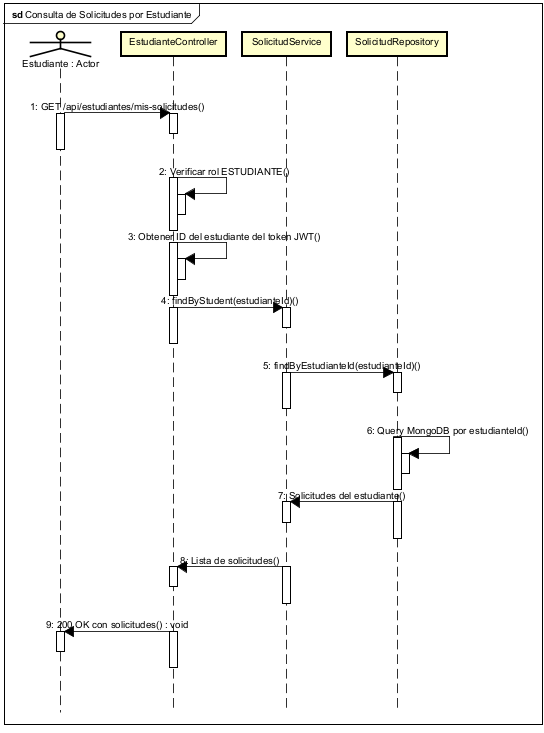 sd Consulta de Solicitudes por Estudiante
EstudianteController
SolicitudService
SolicitudRepository
Estudiante : Actor
1: GET /api/estudiantes/mis-solicitudes()
2: Verificar rol ESTUDIANTE()
3: Obtener ID del estudiante del token JWT()
4: findByStudent(estudianteId)()
5: findByEstudianteId(estudianteId)()
6: Query MongoDB por estudianteId()
7: Solicitudes del estudiante()
8: Lista de solicitudes()
9: 200 OK con solicitudes() : void